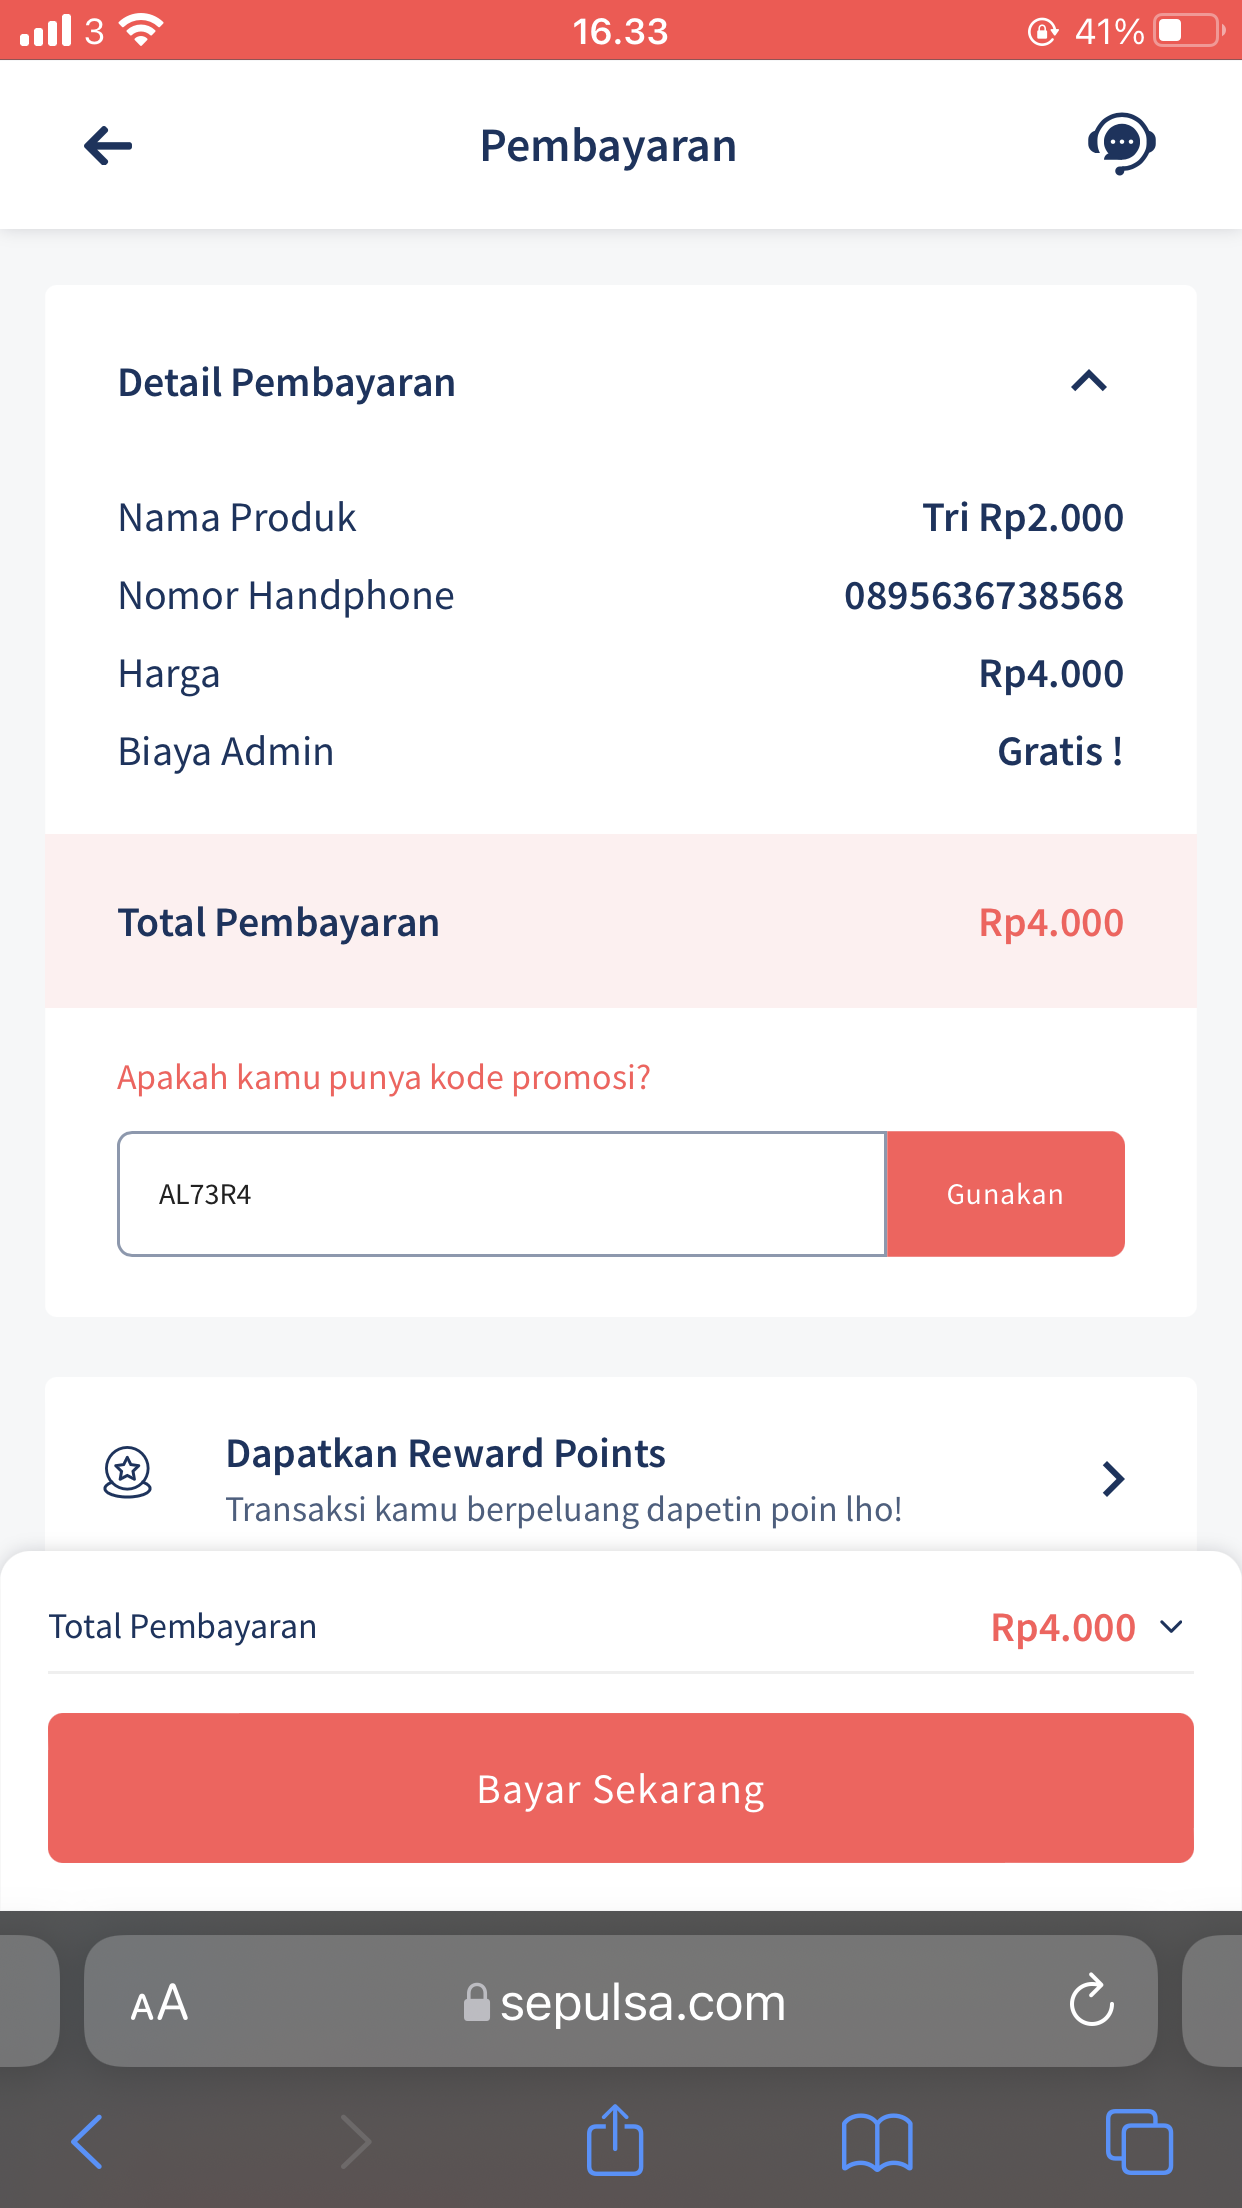 3 16.33 41%
Pembayaran
Detail Pembayaran
Nama Produk Tri Rp2.000
Nomor Handphone 0895636738568
Harga Rp4.000
Biaya Admin Gratis !
Total Pembayaran Rp4.000
Apakah kamu punya kode promosi?
AL73R4 Gunakan
Dapatkan Reward Points
Transaksi kamu berpeluang dapetin poin lho!
Total Pembayaran Rp4.000
Bayar Sekarang
AA sepulsa.com